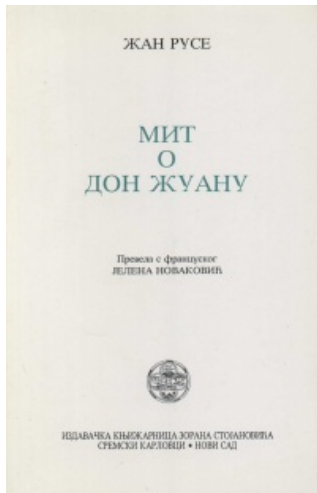 ЖАН РУСЕ
МИТ
О
ДОН ЖУАНУ
Превела с француског
ЈЕЛЕНА НОВАКОВИЋ
ИЗДАВАЧКА КЊИЖАРНИЦА ЗОРАНА СТОЈАНОВИЋА
СРЕМСКИ КАРЛОВЦИ • НОВИ САД